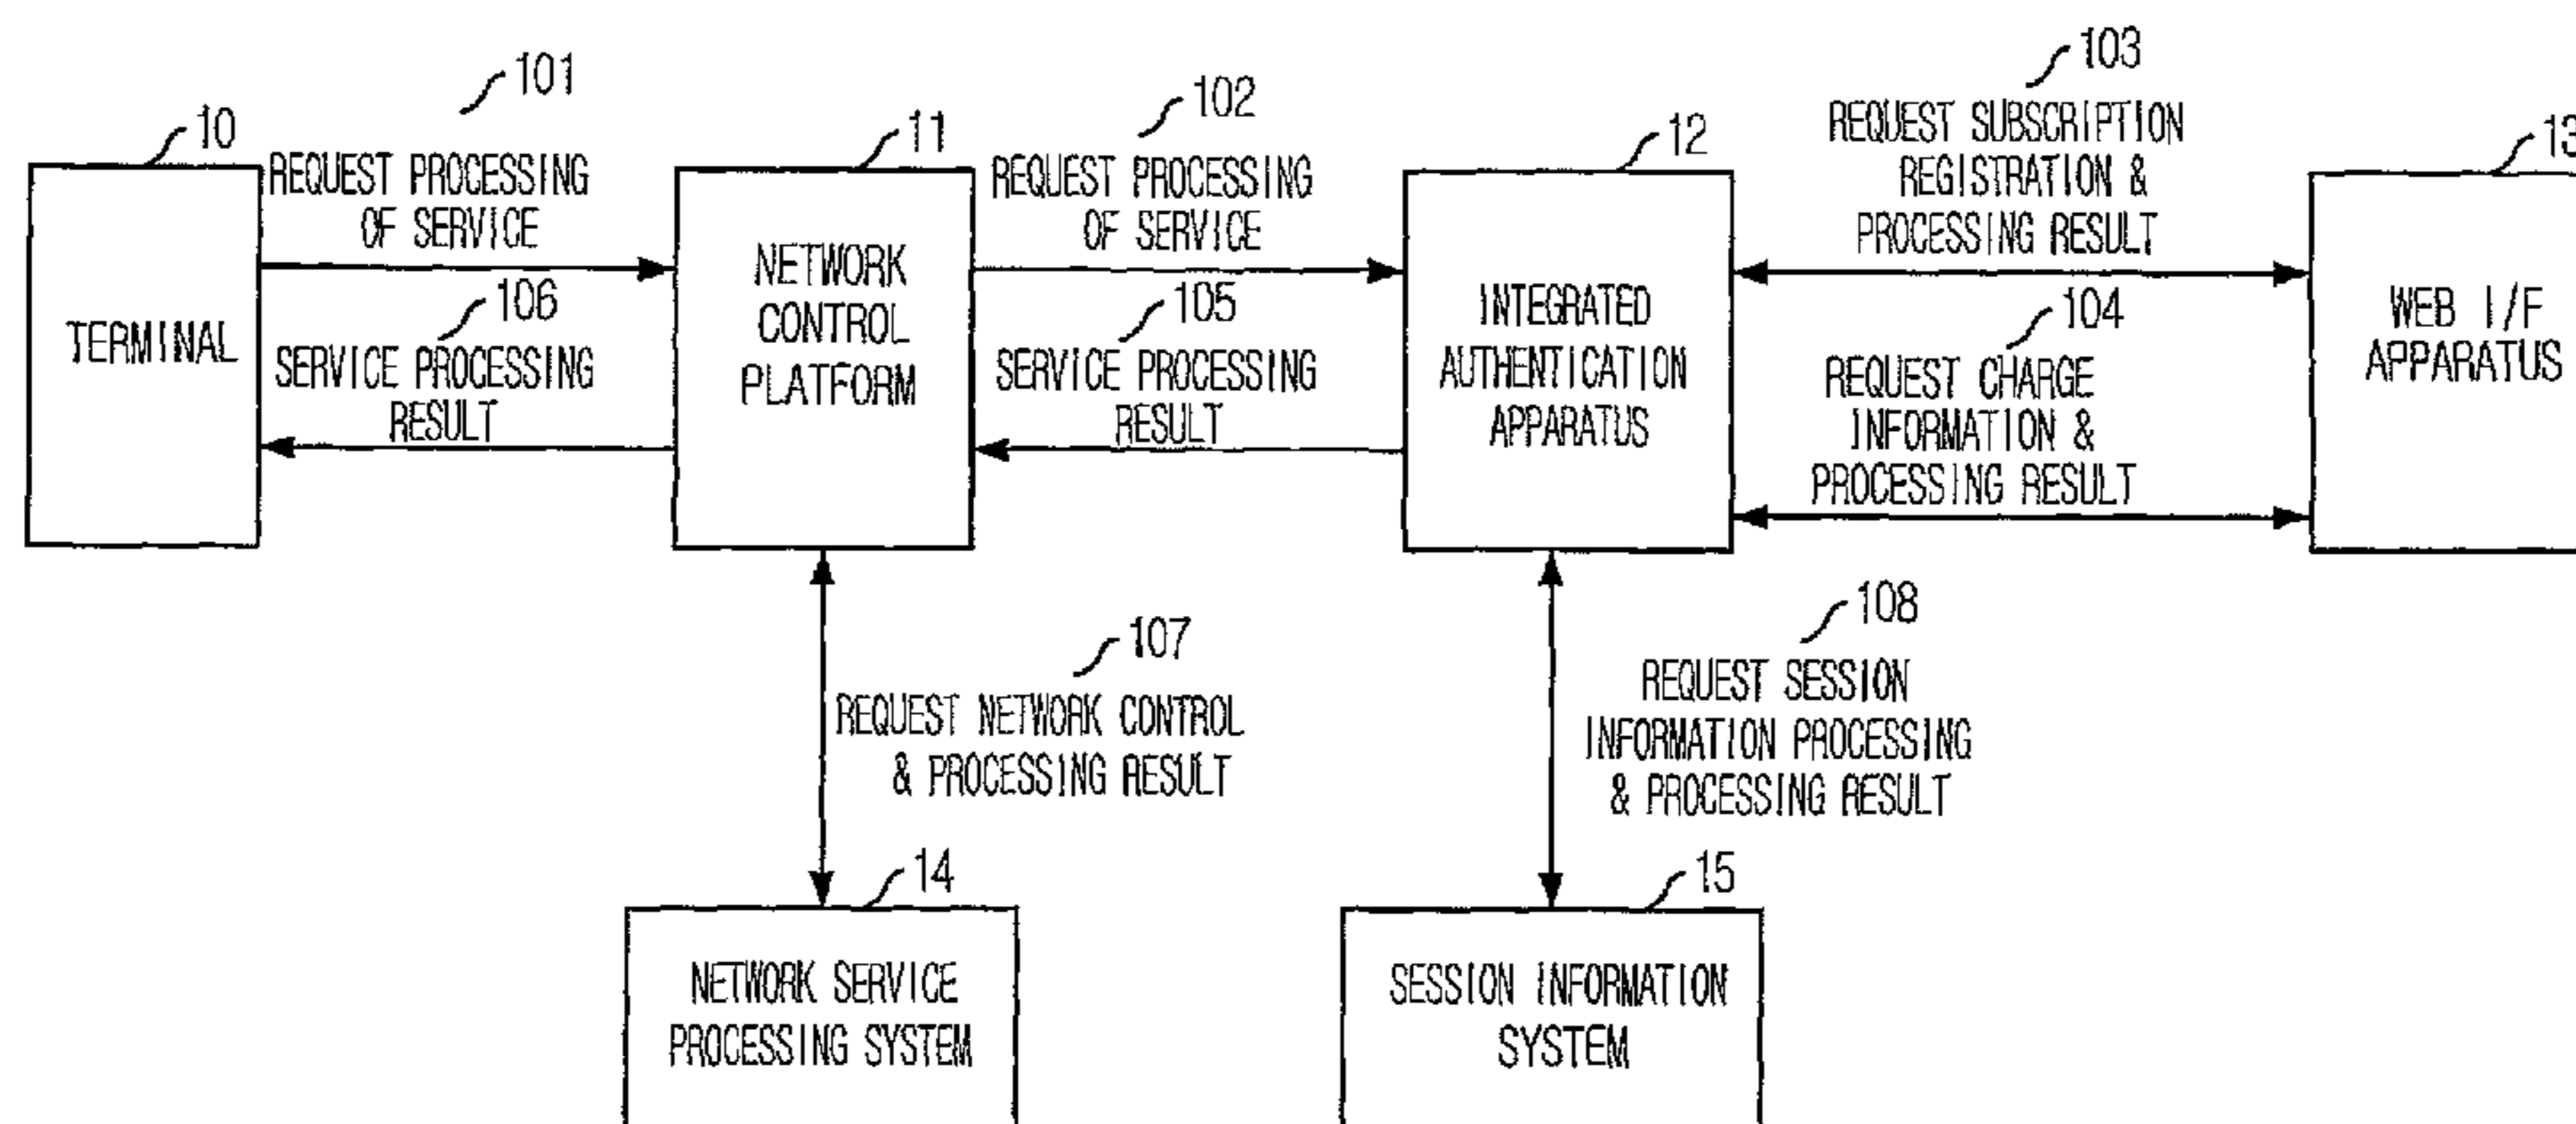 101
10
REQUEST PROCESSING
OF SERVICE
106
SERVICE PROCESSING
RESULT
TERMINAL
11
NETWORK
CONTROL
PLATFORM
102
REQUEST PROCESSING
OF SERVICE
105
SERVICE PROCESSING
RESULT
12
INTEGRATED
AUTHENTICATION
APPARATUS
103
REQUEST SUBSCRIPTION
REGISTRATION &
PROCESSING RESULT
104
REQUEST CHARGE
INFORMATION &
PROCESSING RESULT
13
WEB I/F
APPARATUS
107
REQUEST NETWORK CONTROL
& PROCESSING RESULT
108
REQUEST SESSION
INFORMATION PROCESSING
& PROCESSING RESULT
14
NETWORK SERVICE
PROCESSING SYSTEM
15
SESSION INFORMATION
SYSTEM